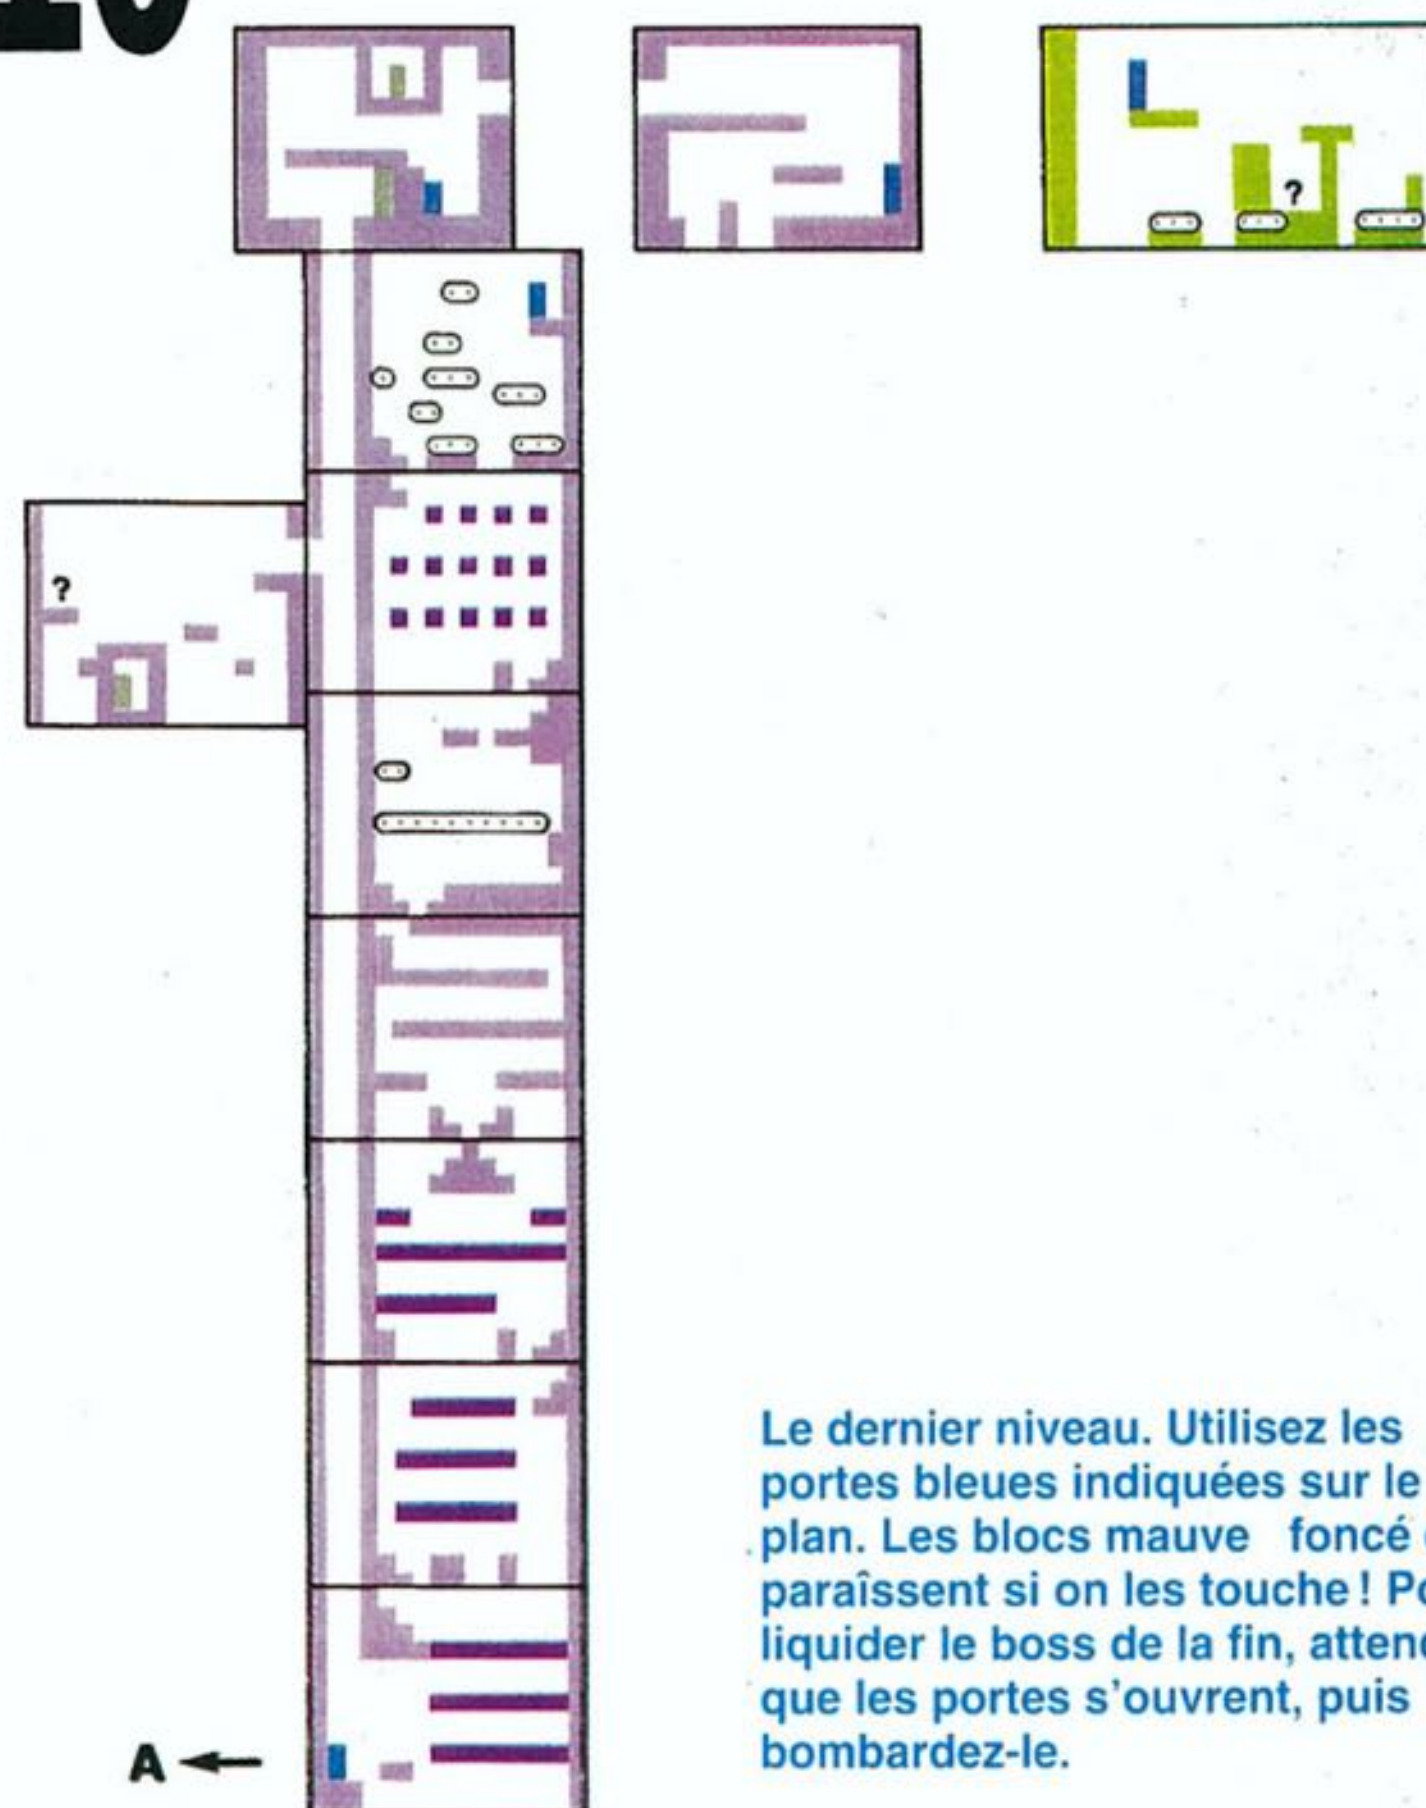 ?
?
Le dernier niveau. Utilisez les
portes bleues indiquées sur le
plan. Les blocs mauve foncé
paraîssent si on les touche !
liquider le boss de la fin,
que les portes s'ouvrent, puis
bombardez-le.
A